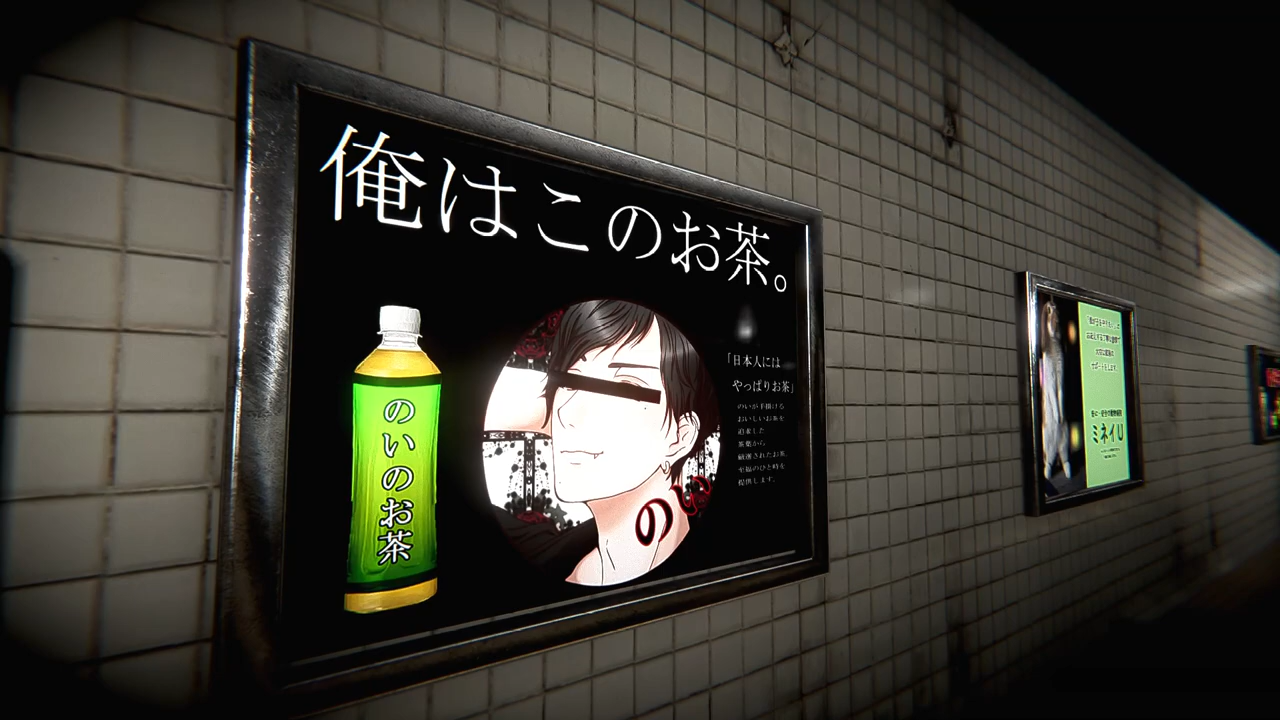 俺はこのお茶。
のいのお茶
のい
「日本人には
やっぱりお茶」
のいが手掛ける
おいしいお茶を
追求した
茶葉から
厳選されたお茶。
至福のひと時を
提供します。
ミネイU